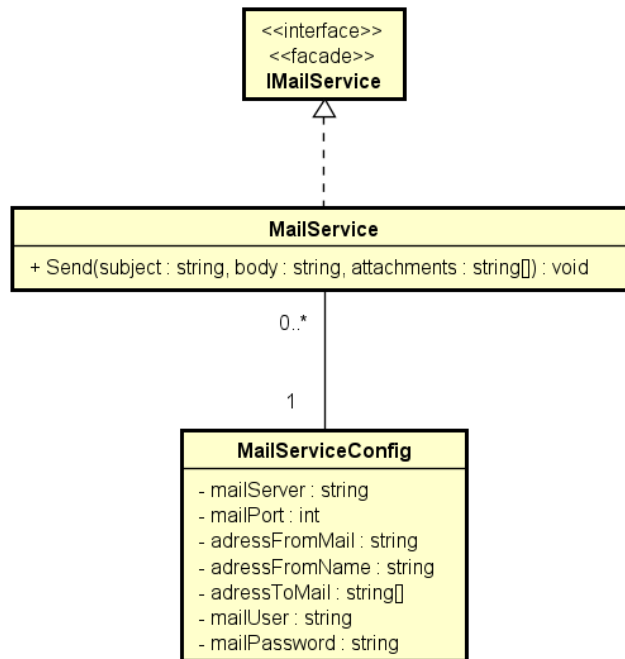 <<interface>>
<<facade>>
IMailService
MailService
+ Send(subject : string, body : string, attachments : string[]) : void
0..*
1
MailServiceConfig
- mailServer : string
- mailPort : int
- adressFromMail : string
- adressFromName : string
- adressToMail : string[]
- mailUser : string
- mailPassword : string